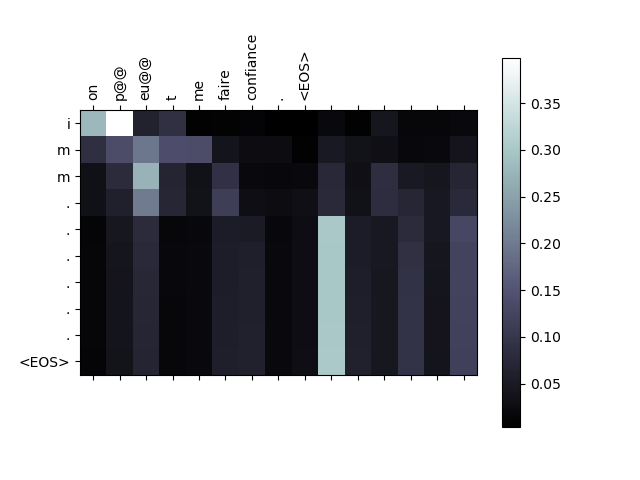 on p@@ eu@@ t me faire confiance . <EOS>
i
m
m
.
.
.
.
.
.
<EOS>
0.35
0.30
0.25
0.20
0.15
0.10
0.05